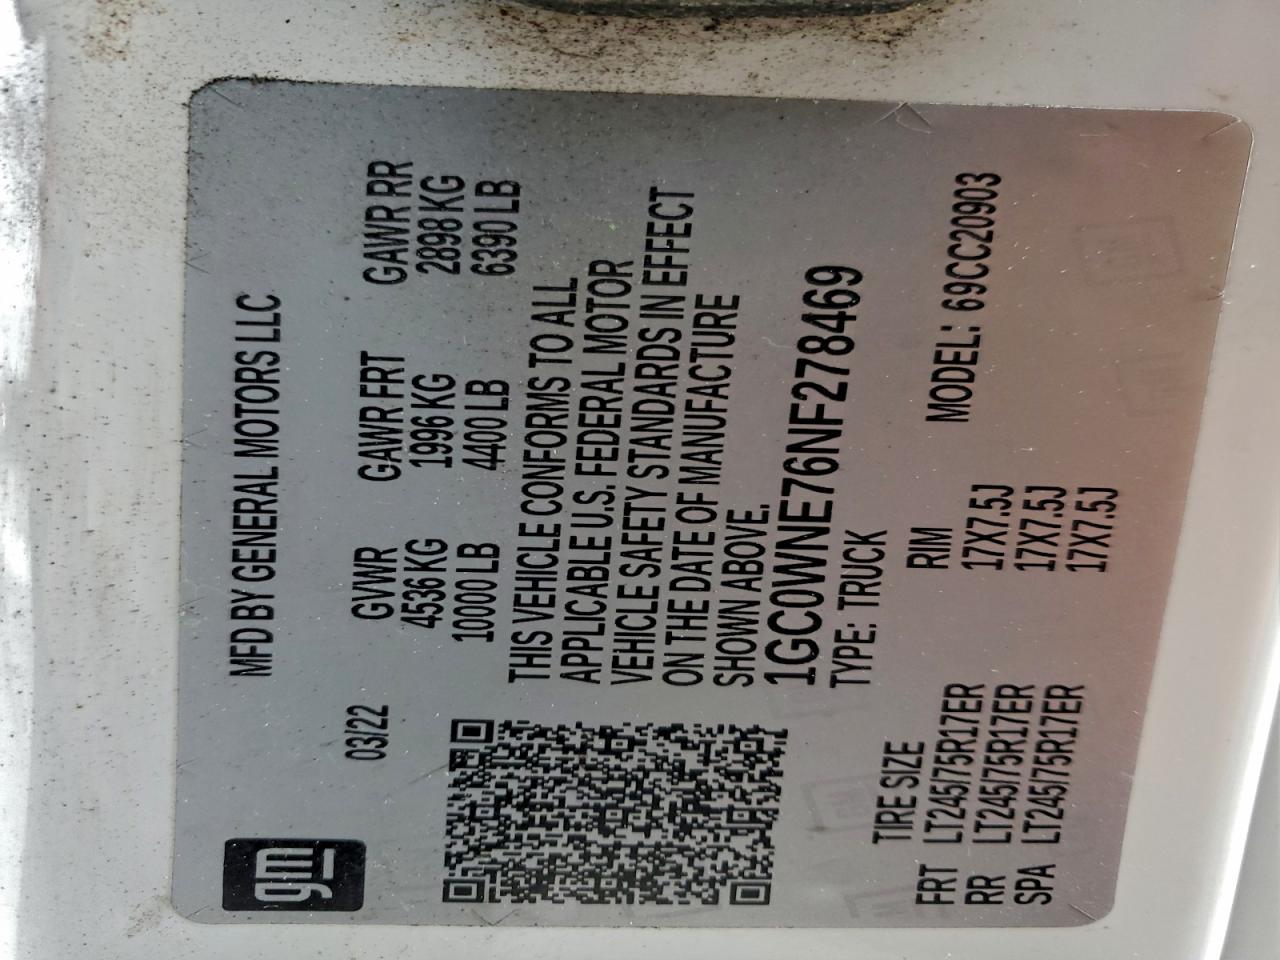 gm
MFD BY GENERAL MOTORS LLC
03/22
GVWR GAWR FRT GAWR RR
4536 KG 1996 KG 2898 KG
10000 LB 4400 LB 6390 LB
THIS VEHICLE CONFORMS TO ALL
APPLICABLE U.S. FEDERAL MOTOR
VEHICLE SAFETY STANDARDS IN EFFECT
ON THE DATE OF MANUFACTURE
SHOWN ABOVE.
1GC0WNE76NF278469
TYPE: TRUCK
MODEL: 69CC20903
TIRE SIZE RIM
FRT LT245/75R17ER 17X7.5J
RR LT245/75R17ER 17X7.5J
SPA LT245/75R17ER 17X7.5J